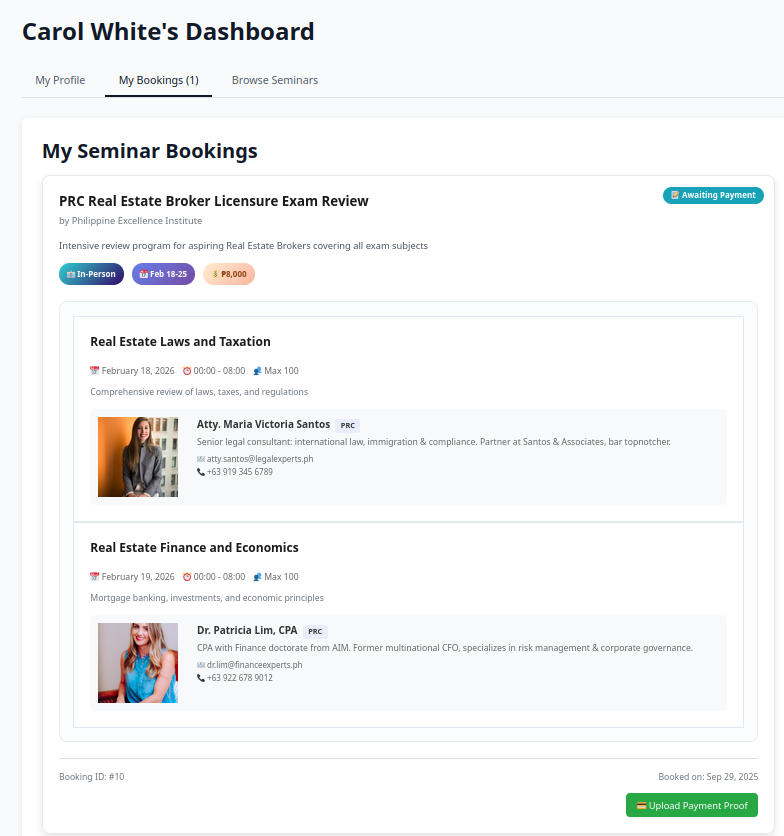 Carol White's Dashboard
My Profile My Bookings (1) Browse Seminars
My Seminar Bookings
PRC Real Estate Broker Licensure Exam Review
Awaiting Payment
by Philippine Excellence Institute
Intensive review program for aspiring Real Estate Brokers covering all exam subjects
In-Person Feb 18-25 ₱8,000
Real Estate Laws and Taxation
February 18, 2026 00:00 - 08:00 Max 100
Comprehensive review of laws, taxes, and regulations
Atty. Maria Victoria Santos PRC
Senior legal consultant: international law, immigration & compliance. Partner at Santos & Associates, bar topnotcher.
atty.santos@legalexperts.ph
+63 919 345 6789
Real Estate Finance and Economics
February 19, 2026 00:00 - 08:00 Max 100
Mortgage banking, investments, and economic principles
Dr. Patricia Lim, CPA PRC
CPA with Finance doctorate from AIM. Former multinational CFO, specializes in risk management & corporate governance.
dr.lim@financeexperts.ph
+63 922 678 9012
Booking ID: #10 Booked on: Sep 29, 2025
Upload Payment Proof